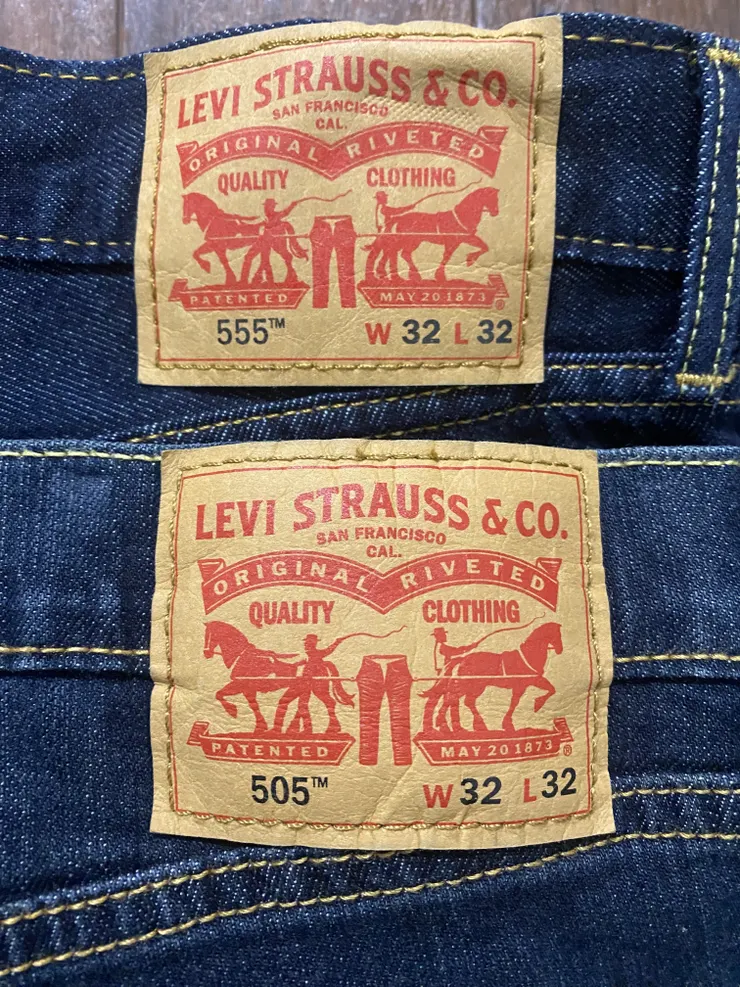 LEVI STRAUSS & CO.
SAN FRANCISCO
CAL.
ORIGINAL RIVETED
QUALITY CLOTHING
PATENTED MAY 20 1873 ®
555™ W 32 L 32
LEVI STRAUSS & CO.
SAN FRANCISCO
CAL.
ORIGINAL RIVETED
QUALITY CLOTHING
PATENTED MAY 20 1873 ®
505™ W 32 L 32